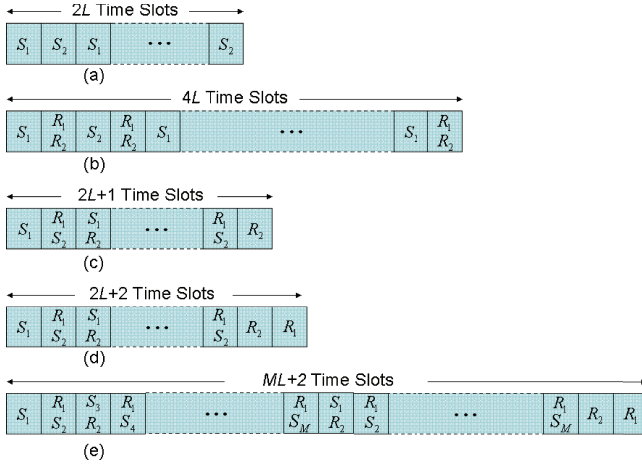 2L Time Slots
S₁ S₂ S₁ ••• S₂
(a)
4L Time Slots
S₁ R₁ R₂ S₂ R₁ R₂ S₁ ••• S₁ R₁ R₂
(b)
2L+1 Time Slots
S₁ R₁ S₂ S₁ R₂ ••• R₁ S₂ R₂
(c)
2L+2 Time Slots
S₁ R₁ S₂ S₁ R₂ ••• R₁ S₂ R₂ R₁
(d)
ML+2 Time Slots
S₁ R₁ S₂ S₃ R₂ R₁ S₄ ••• R₁ S_M S₁ R₂ R₁ S₂ ••• R₁ S_M R₂ R₁
(e)